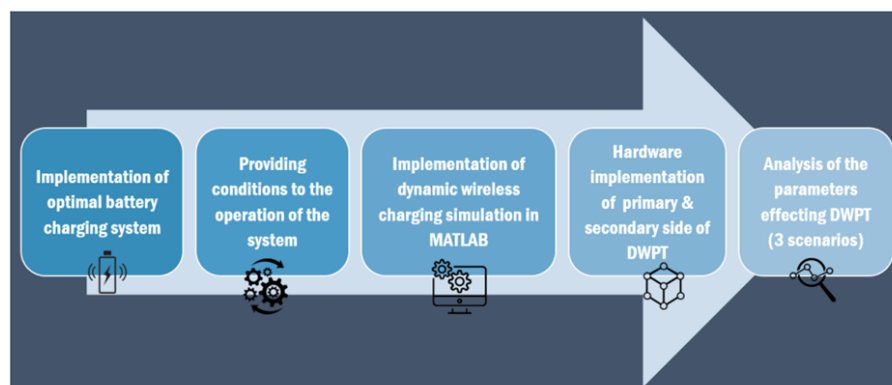 Implementation of
optimal battery
charging system
Providing
conditions to the
operation of the
system
Implementation of
dynamic wireless
charging simulation in
MATLAB
Hardware
implementation
of primary &
secondary side of
DWPT
Analysis of the
parameters
effecting DWPT
(3 scenarios)